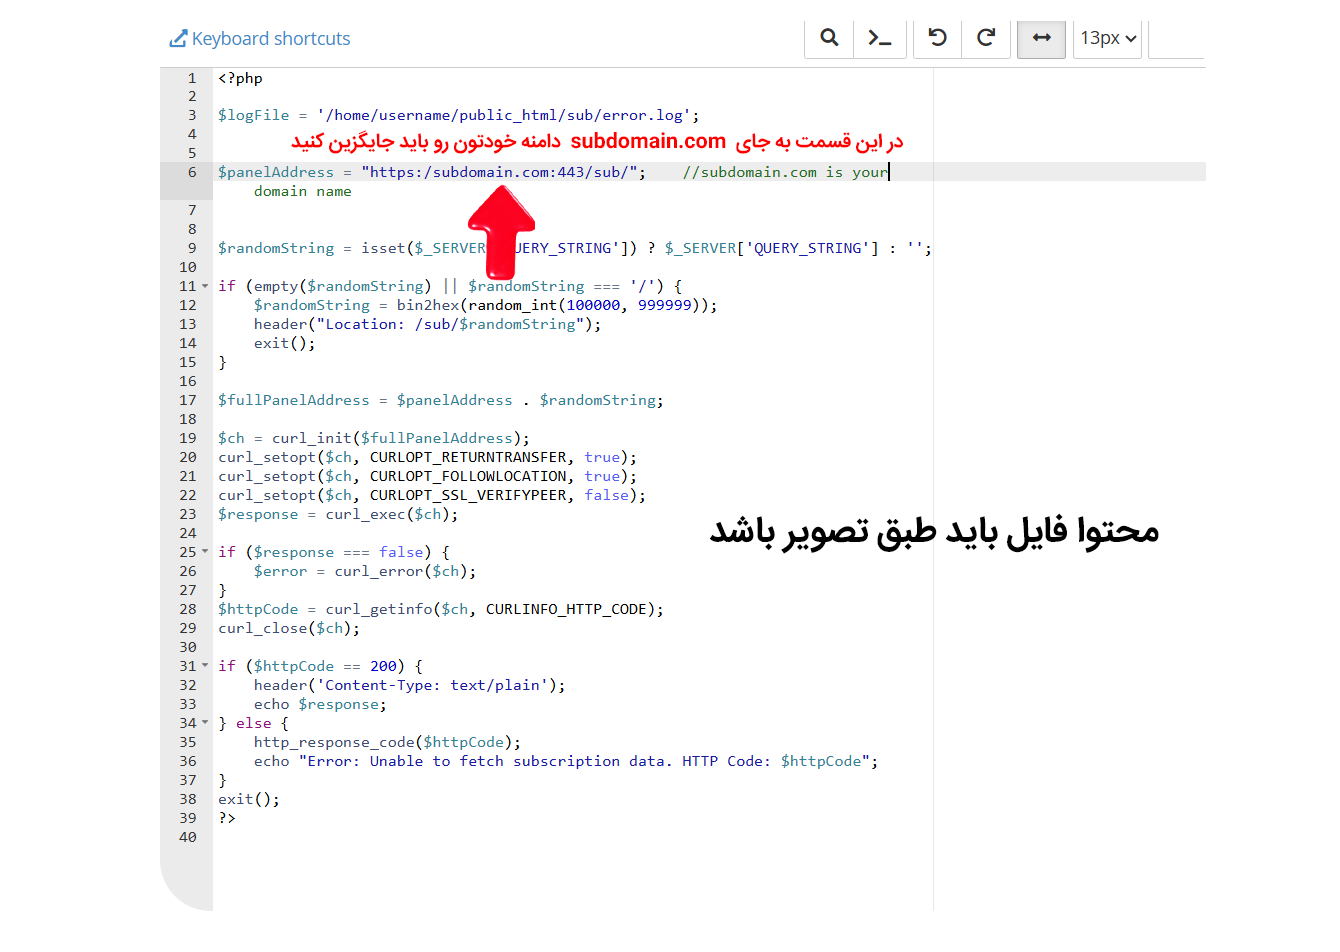 Keyboard shortcuts
13px
1 <?php
2
3 $logFile = '/home/username/public_html/sub/error.log';
4
در این قسمت به جای subdomain.com دامنه خودتون رو باید جایگزین کنید
5
6 $panelAddress = "https:/subdomain.com:443/sub/";    //subdomain.com is your
domain name
7
8
9 $randomString = isset($_SERVER UERY_STRING']) ? $_SERVER['QUERY_STRING'] : '';
10
11 if (empty($randomString) || $randomString === '/') {
12     $randomString = bin2hex(random_int(100000, 999999));
13     header("Location: /sub/$randomString");
14     exit();
15 }
16
17 $fullPanelAddress = $panelAddress . $randomString;
18
19 $ch = curl_init($fullPanelAddress);
20 curl_setopt($ch, CURLOPT_RETURNTRANSFER, true);
21 curl_setopt($ch, CURLOPT_FOLLOWLOCATION, true);
22 curl_setopt($ch, CURLOPT_SSL_VERIFYPEER, false);
23 $response = curl_exec($ch);
محتوا فایل باید طبق تصویر باشد
24
25 if ($response === false) {
26     $error = curl_error($ch);
27 }
28 $httpCode = curl_getinfo($ch, CURLINFO_HTTP_CODE);
29 curl_close($ch);
30
31 if ($httpCode == 200) {
32     header('Content-Type: text/plain');
33     echo $response;
34 } else {
35     http_response_code($httpCode);
36     echo "Error: Unable to fetch subscription data. HTTP Code: $httpCode";
37 }
38 exit();
39 ?>
40